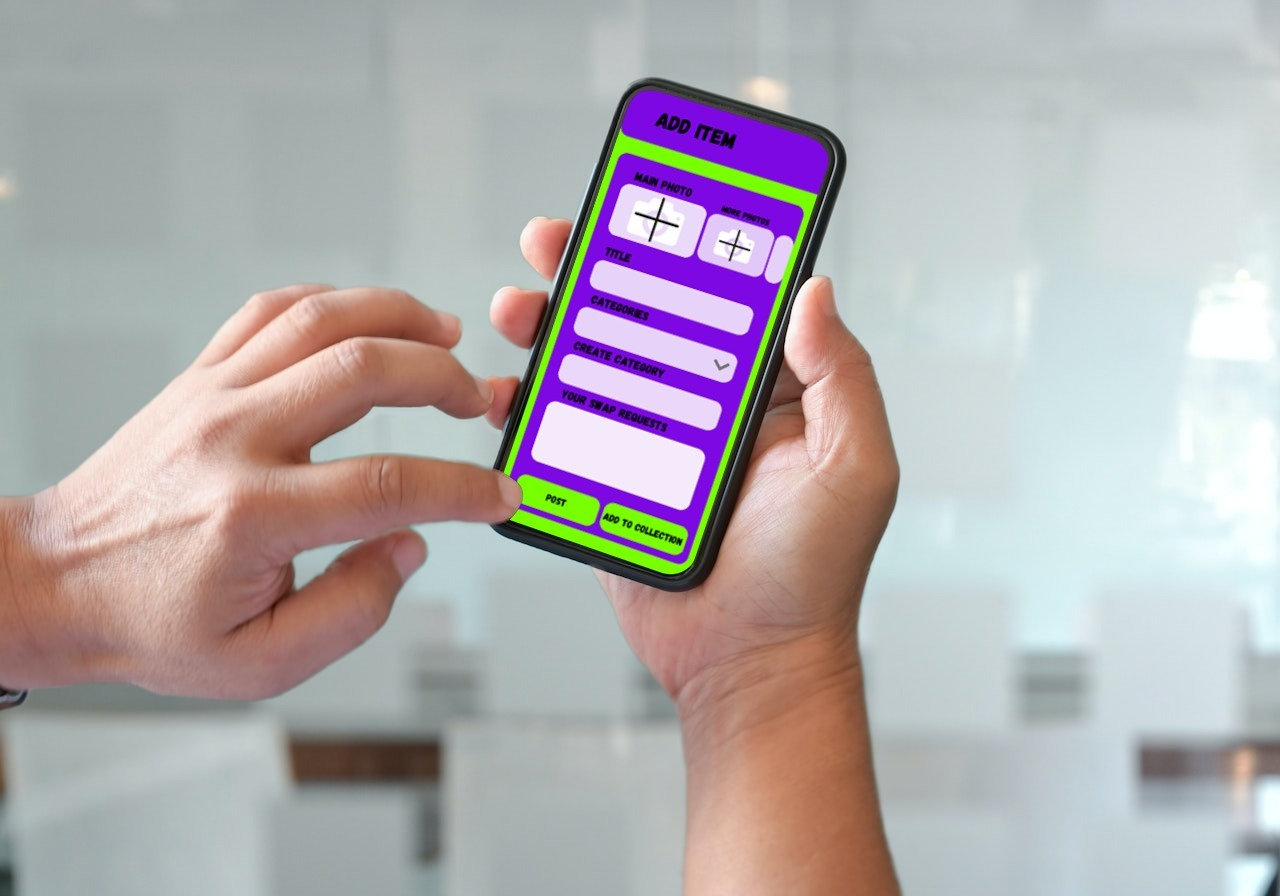 ADD ITEM
MAIN PHOTO
MORE PHOTOS
TITLE
CATEGORIES
CREATE CATEGORY
YOUR SWAP REQUESTS
POST
ADD TO COLLECTION